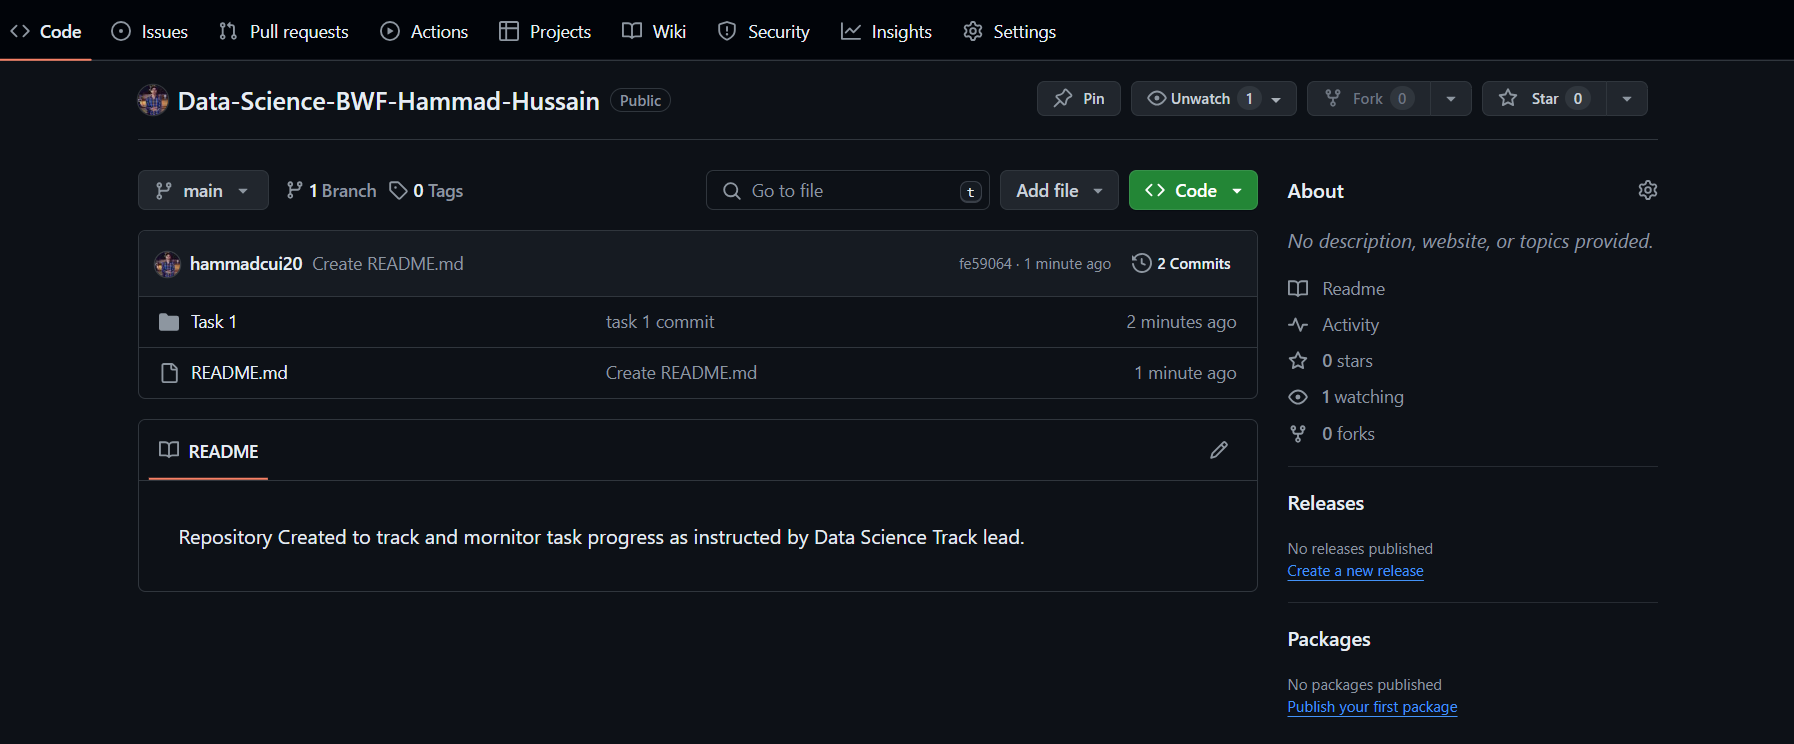 Code Issues Pull requests Actions Projects Wiki Security Insights Settings
Data-Science-BWF-Hammad-Hussain Public Pin Unwatch 1 Fork 0 Star 0
main 1 Branch 0 Tags Go to file t Add file Code
hammadcui20 Create README.md fe59064 · 1 minute ago 2 Commits
Task 1 task 1 commit 2 minutes ago
README.md Create README.md 1 minute ago
README
Repository Created to track and mornitor task progress as instructed by Data Science Track lead.
About
No description, website, or topics provided.
Readme
Activity
0 stars
1 watching
0 forks
Releases
No releases published
Create a new release
Packages
No packages published
Publish your first package